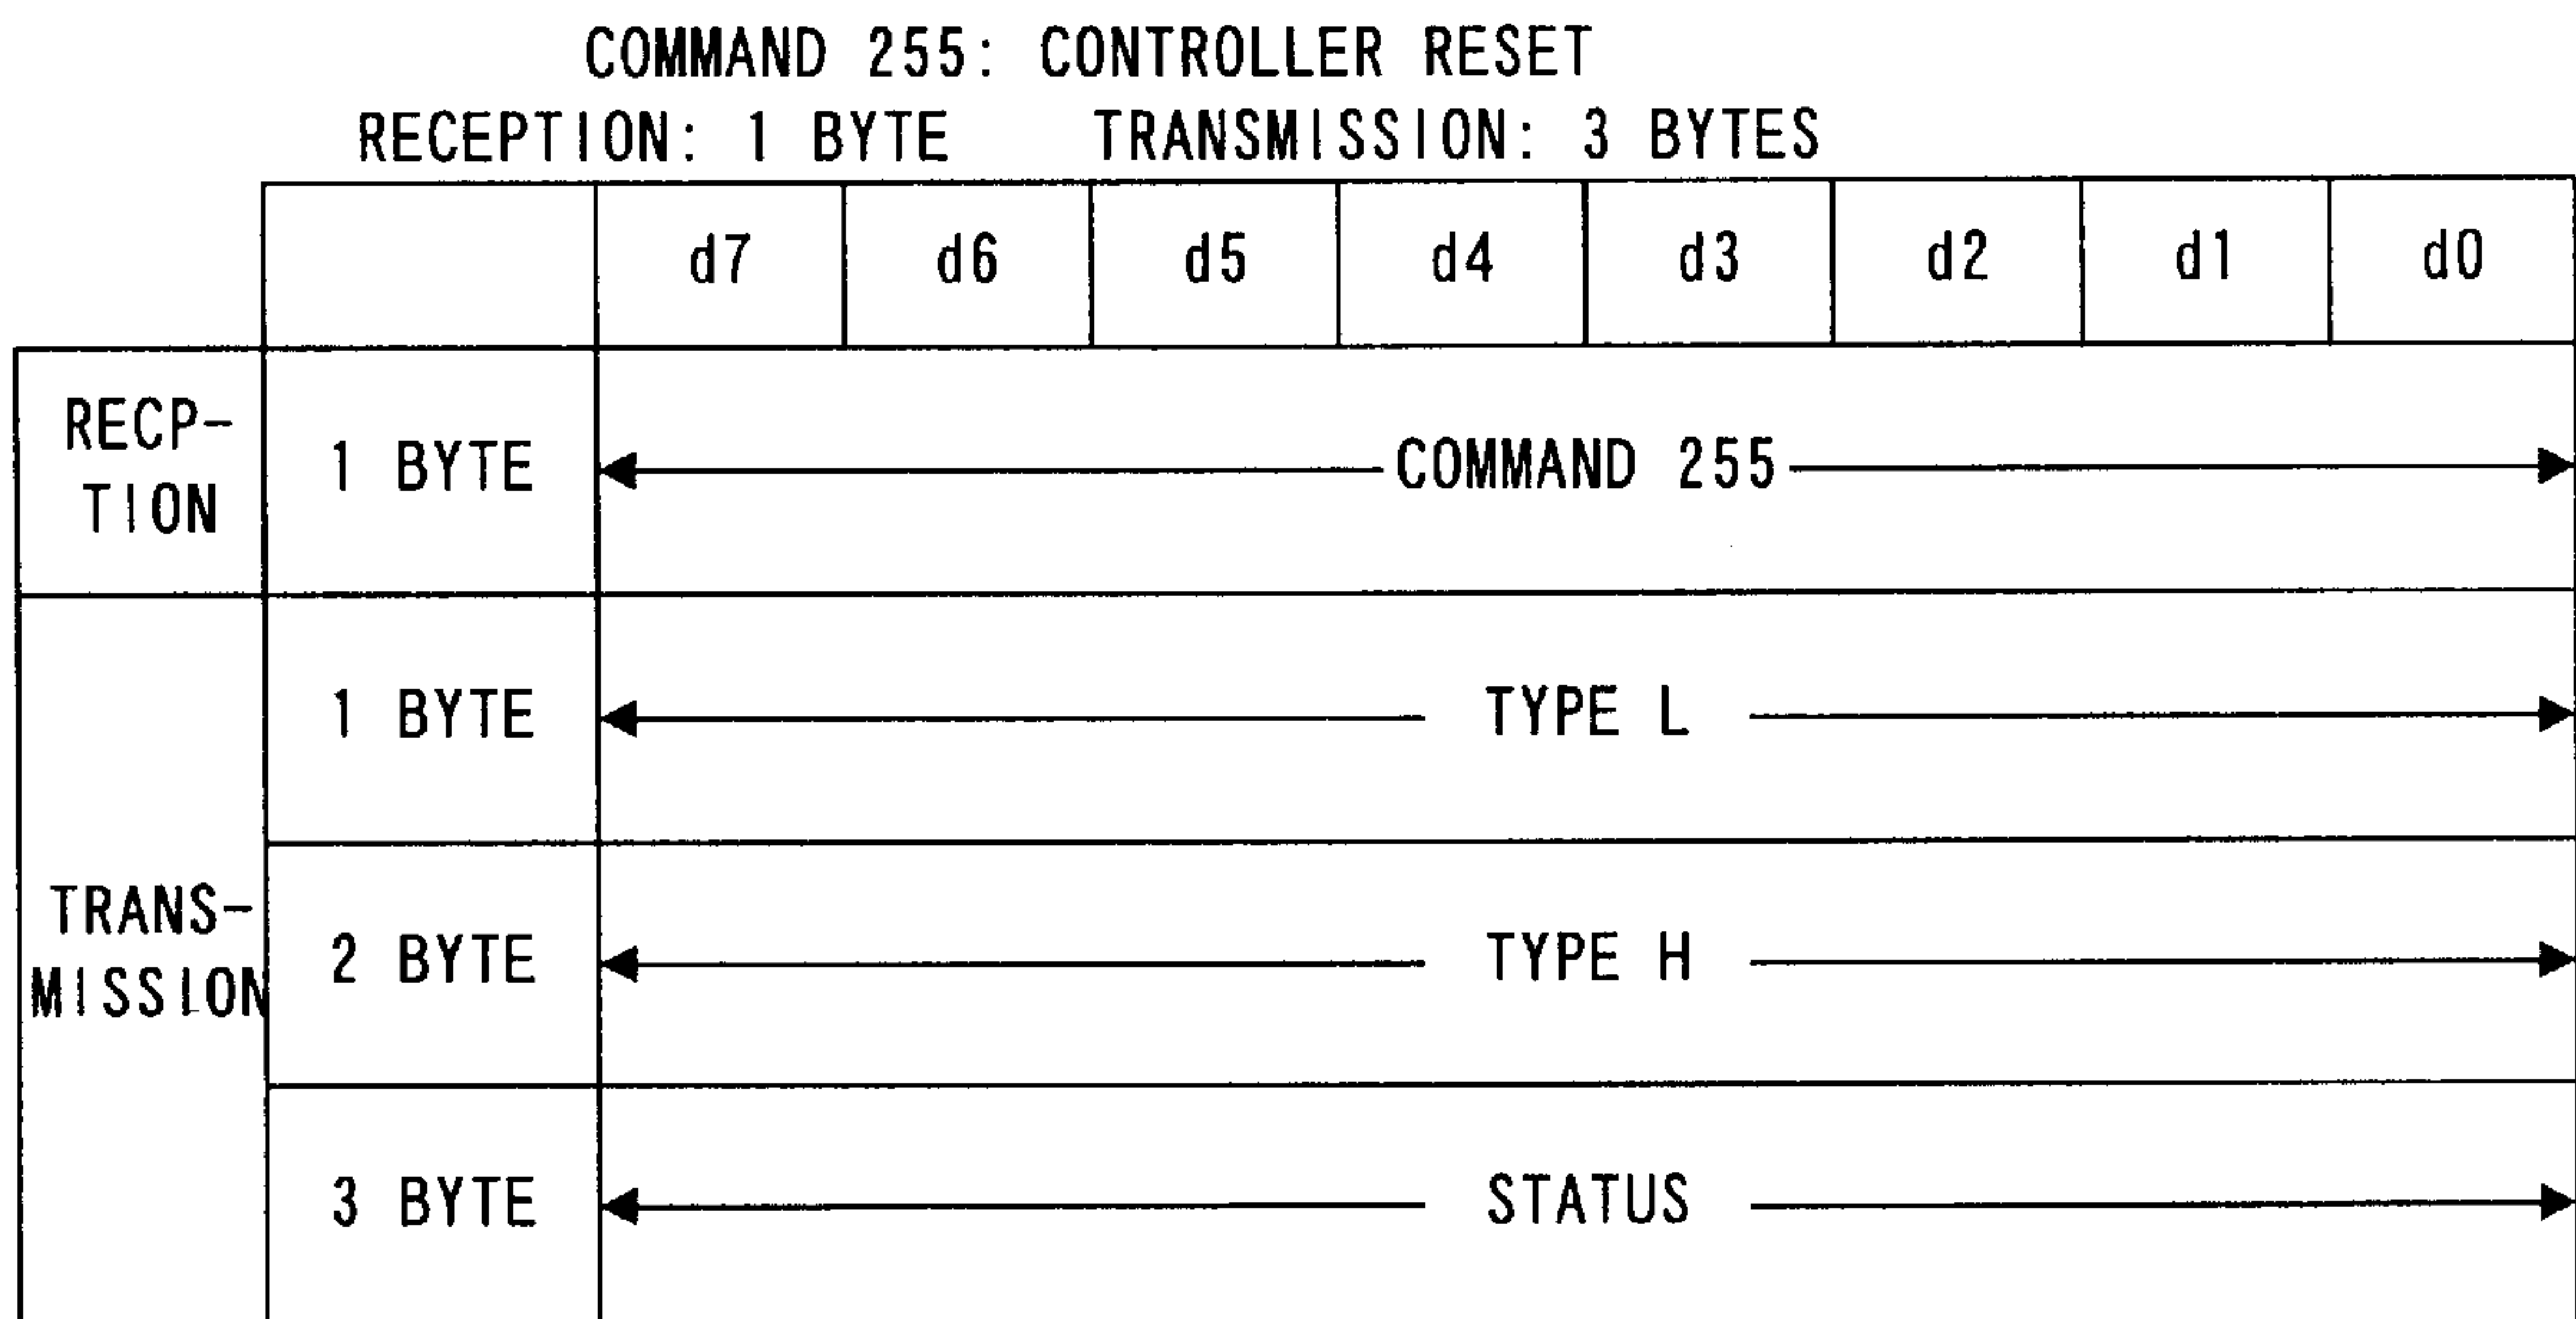 COMMAND 255: CONTROLLER RESET
RECEPTION: 1 BYTE TRANSMISSION: 3 BYTES
d7 d6 d5 d4 d3 d2 d1 d0
RECP-
TION
1 BYTE COMMAND 255
TRANS-
MISSION
1 BYTE TYPE L
2 BYTE TYPE H
3 BYTE STATUS